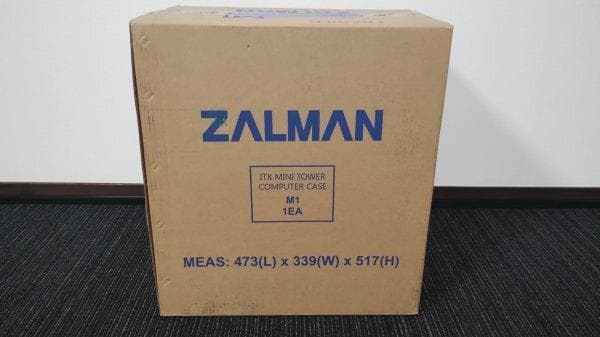 ZALMAN
ITX MINI TOWER
COMPUTER CASE
M1
1EA
MEAS: 473(L) x 339(W) x 517(H)